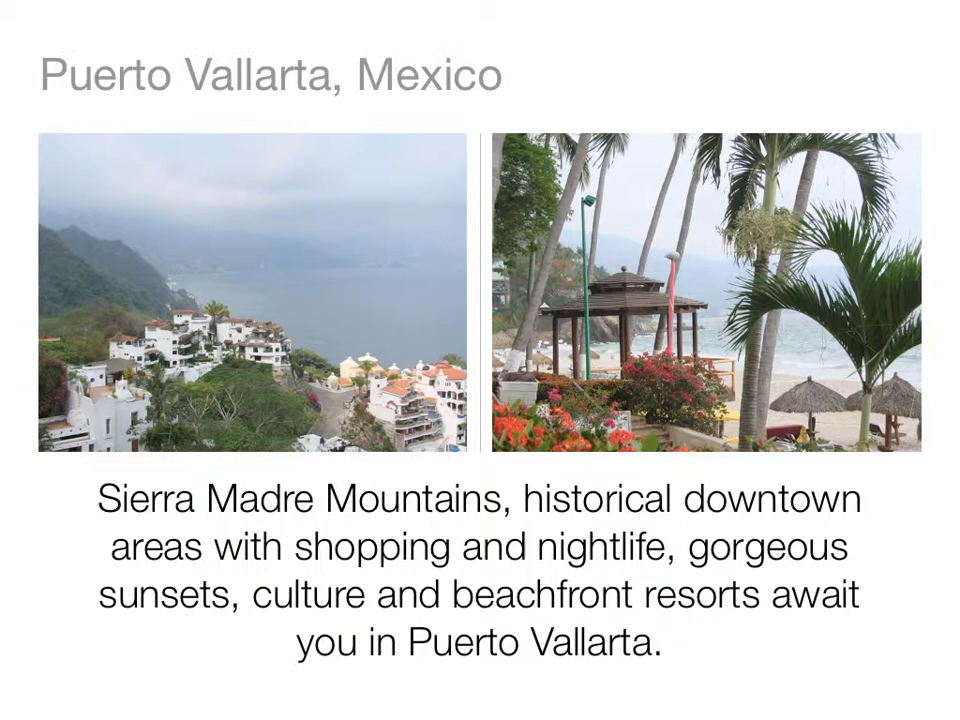 Puerto Vallarta, Mexico
Sierra Madre Mountains, historical downtown
areas with shopping and nightlife, gorgeous
sunsets, culture and beachfront resorts await
you in Puerto Vallarta.